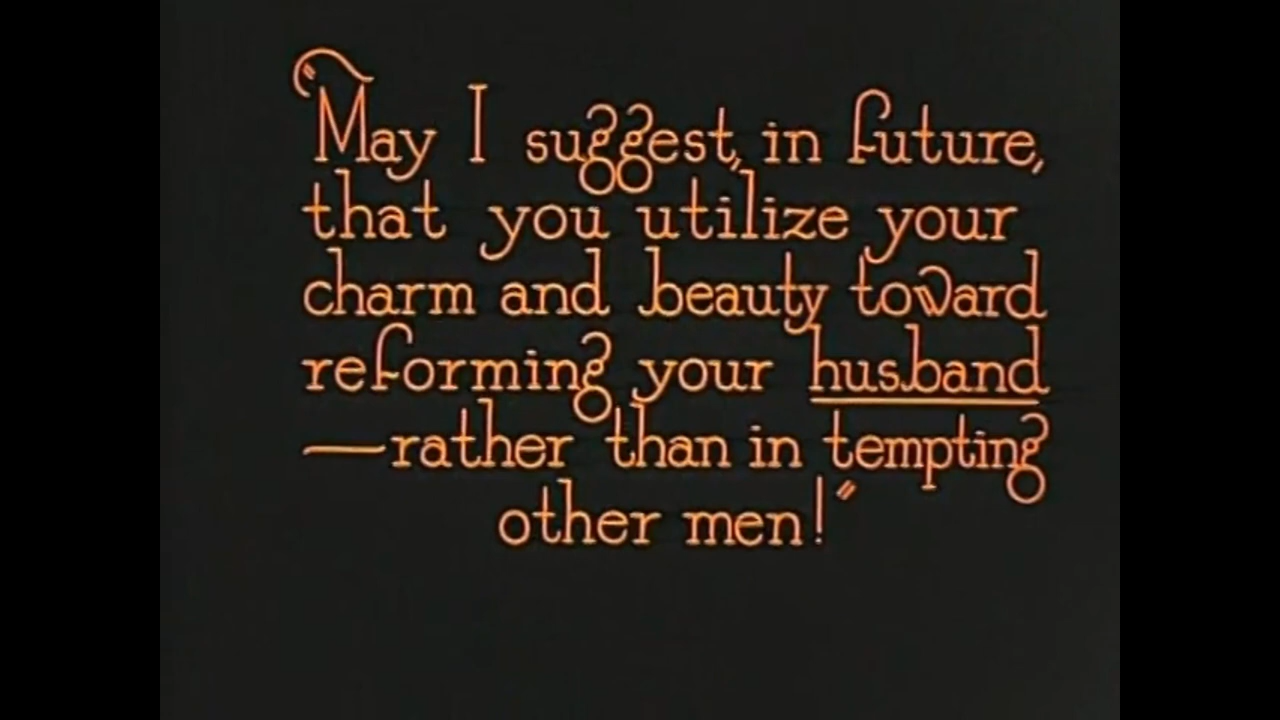 "May I suggest, in future,
that you utilize your
charm and beauty toward
reforming your husband
—rather than in tempting
other men!"